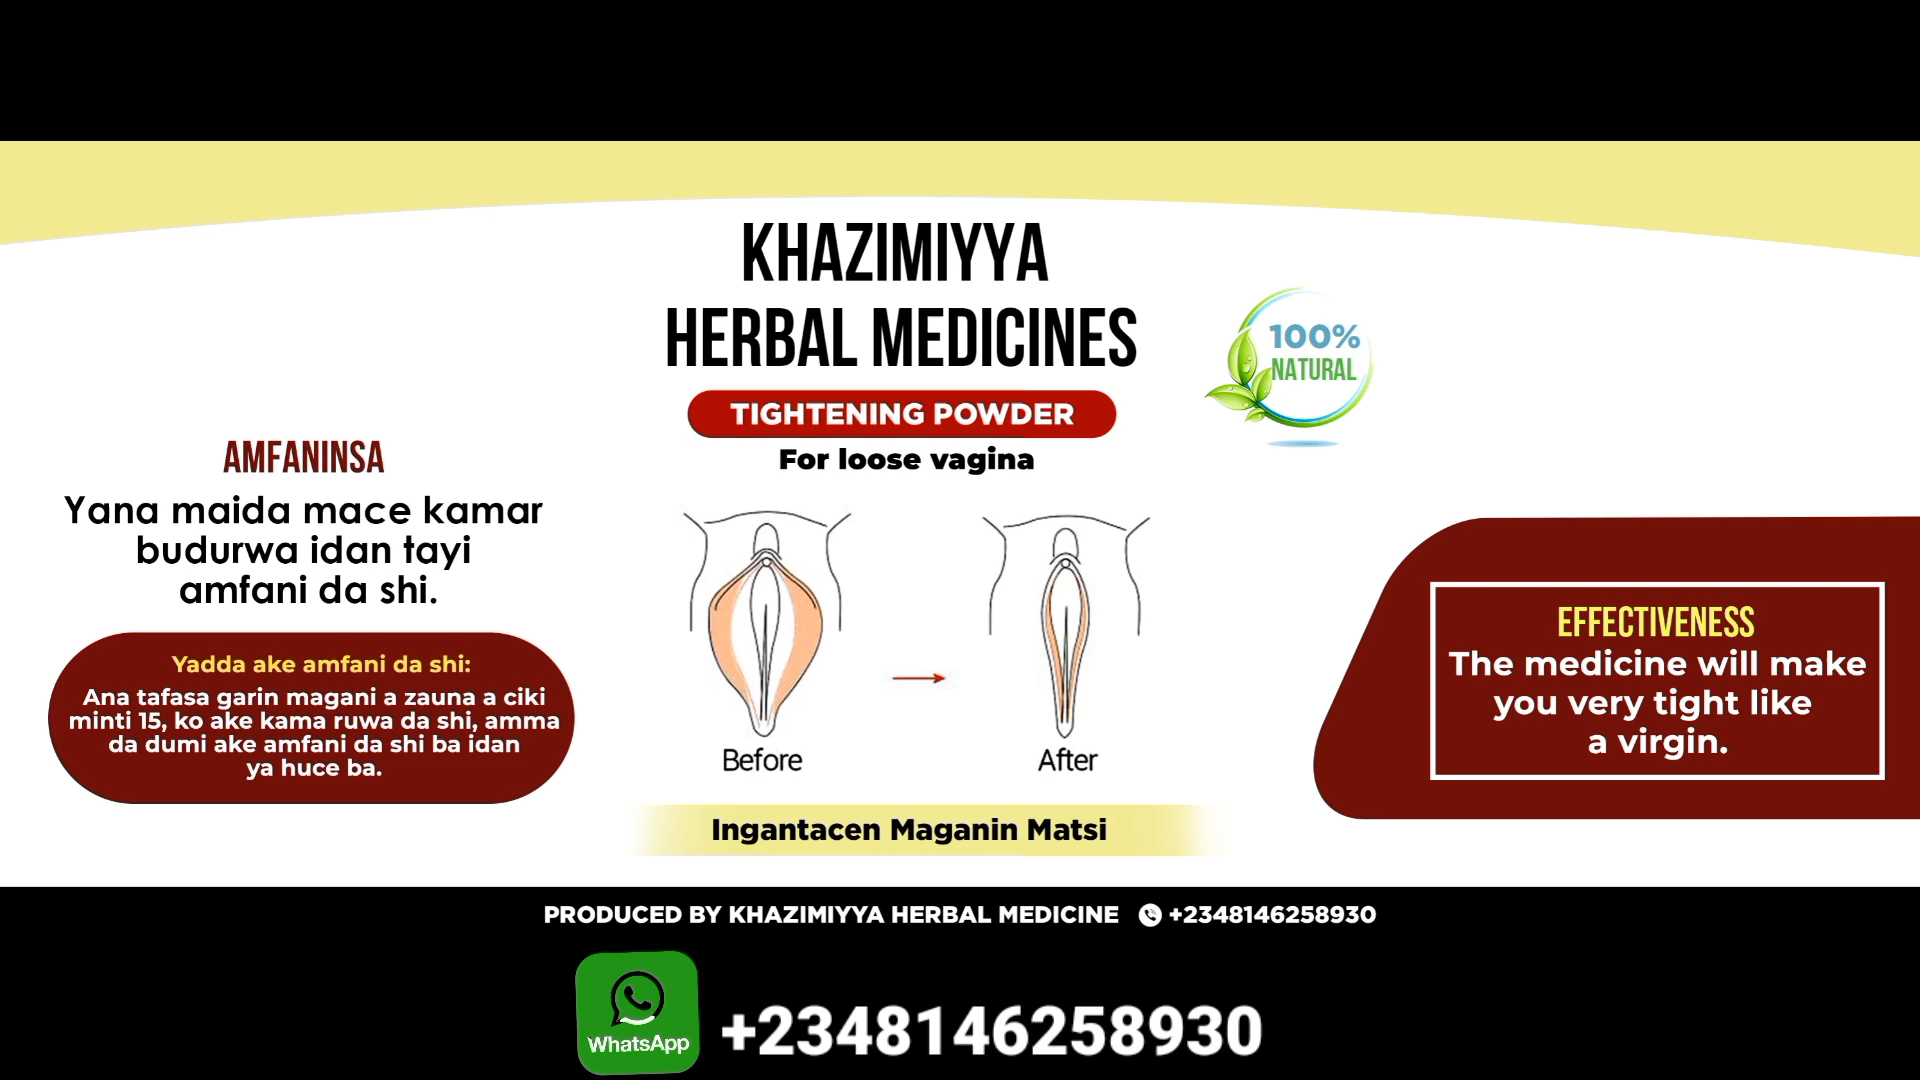 KHAZIMIYYA
HERBAL MEDICINES
TIGHTENING POWDER
For loose vagina
100%
NATURAL
AMFANINSA
Yana maida mace kamar
budurwa idan tayi
amfani da shi.
Yadda ake amfani da shi:
Ana tafasa garin magani a zauna a ciki
minti 15, ko ake kama ruwa da shi, amma
da dumi ake amfani da shi ba idan
ya huce ba.
Before
After
Ingantacen Maganin Matsi
EFFECTIVENESS
The medicine will make
you very tight like
a virgin.
PRODUCED BY KHAZIMIYYA HERBAL MEDICINE +2348146258930
WhatsApp
+2348146258930